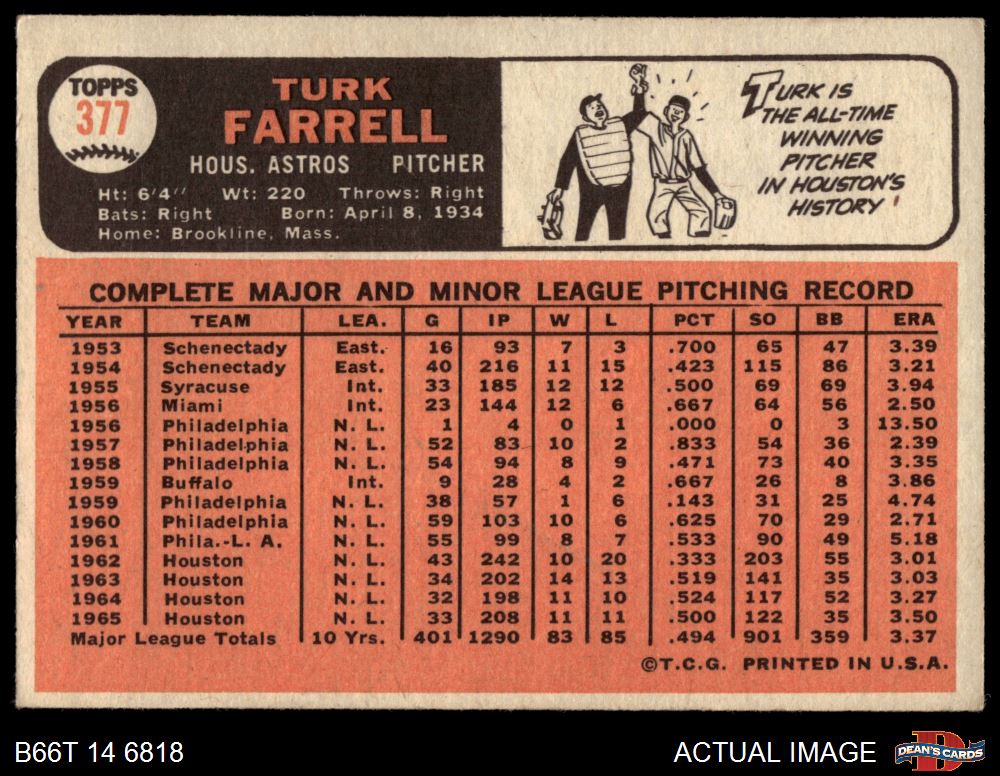 TOPPS
377
TURK
FARRELL
HOUS. ASTROS PITCHER
Ht: 6'4" Wt: 220 Throws: Right
Bats: Right Born: April 8, 1934
Home: Brookline, Mass.
TURK IS
THE ALL-TIME
WINNING
PITCHER
IN HOUSTON'S
HISTORY
COMPLETE MAJOR AND MINOR LEAGUE PITCHING RECORD
YEAR TEAM LEA. G IP W L PCT SO BB ERA
1953 Schenectady East. 16 93 7 3 .700 65 47 3.39
1954 Schenectady East. 40 216 11 15 .423 115 86 3.21
1955 Syracuse Int. 33 185 12 12 .500 69 69 3.94
1956 Miami Int. 23 144 12 6 .667 64 56 2.50
1956 Philadelphia N. L. 1 4 0 1 .000 0 3 13.50
1957 Philadelphia N. L. 52 83 10 2 .833 54 36 2.39
1958 Philadelphia N. L. 54 94 8 9 .471 73 40 3.35
1959 Buffalo Int. 9 28 4 2 .667 26 8 3.86
1959 Philadelphia N. L. 38 57 1 6 .143 31 25 4.74
1960 Philadelphia N. L. 59 103 10 6 .625 70 29 2.71
1961 Phila.-L. A. N. L. 55 99 8 7 .533 90 49 5.18
1962 Houston N. L. 43 242 10 20 .333 203 55 3.01
1963 Houston N. L. 34 202 14 13 .519 141 35 3.03
1964 Houston N. L. 32 198 11 10 .524 117 52 3.27
1965 Houston N. L. 33 208 11 11 .500 122 35 3.50
Major League Totals 10 Yrs. 401 1290 83 85 .494 901 359 3.37
©T.C.G. PRINTED IN U.S.A.
B66T 14 6818 ACTUAL IMAGE DEAN'S CARDS